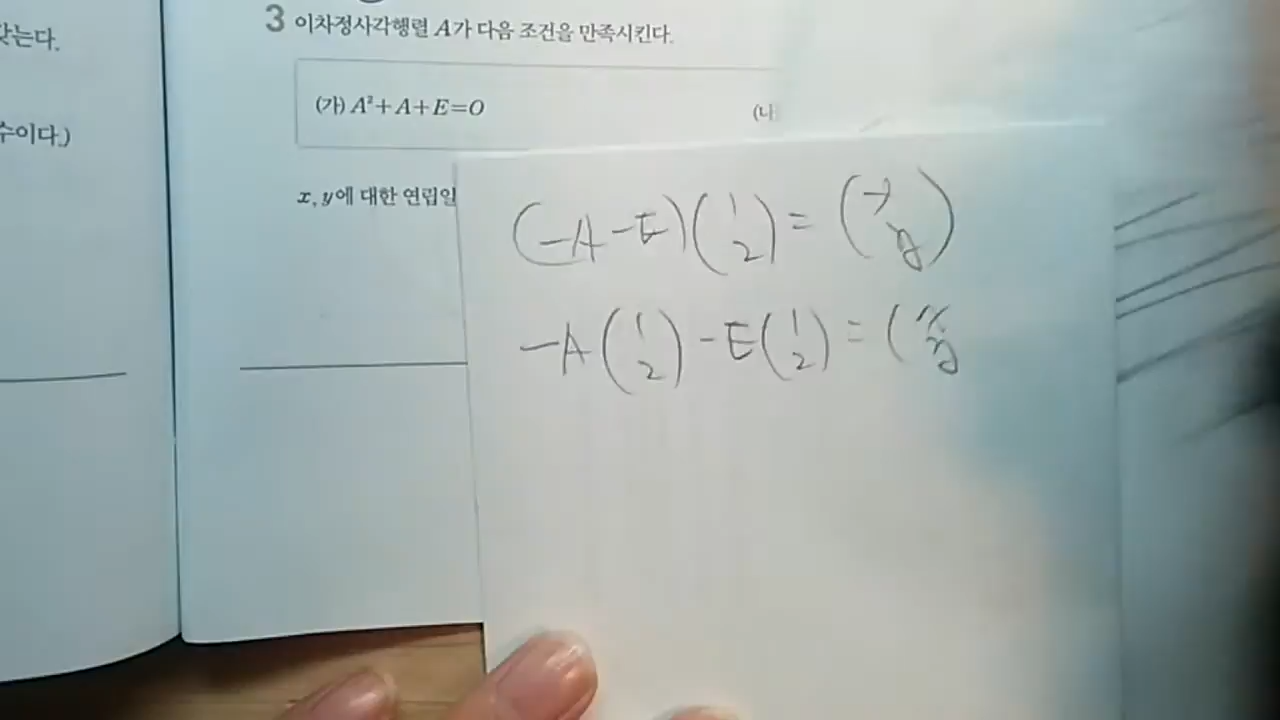 갖는다.
수이다.)
3 이차정사각행렬 A가 다음 조건을 만족시킨다.
(가) A²+A+E=O (나
x, y에 대한 연립일
(-A-E)(1 2)=(x y)
-A(1 2)-E(1 2)=(x y